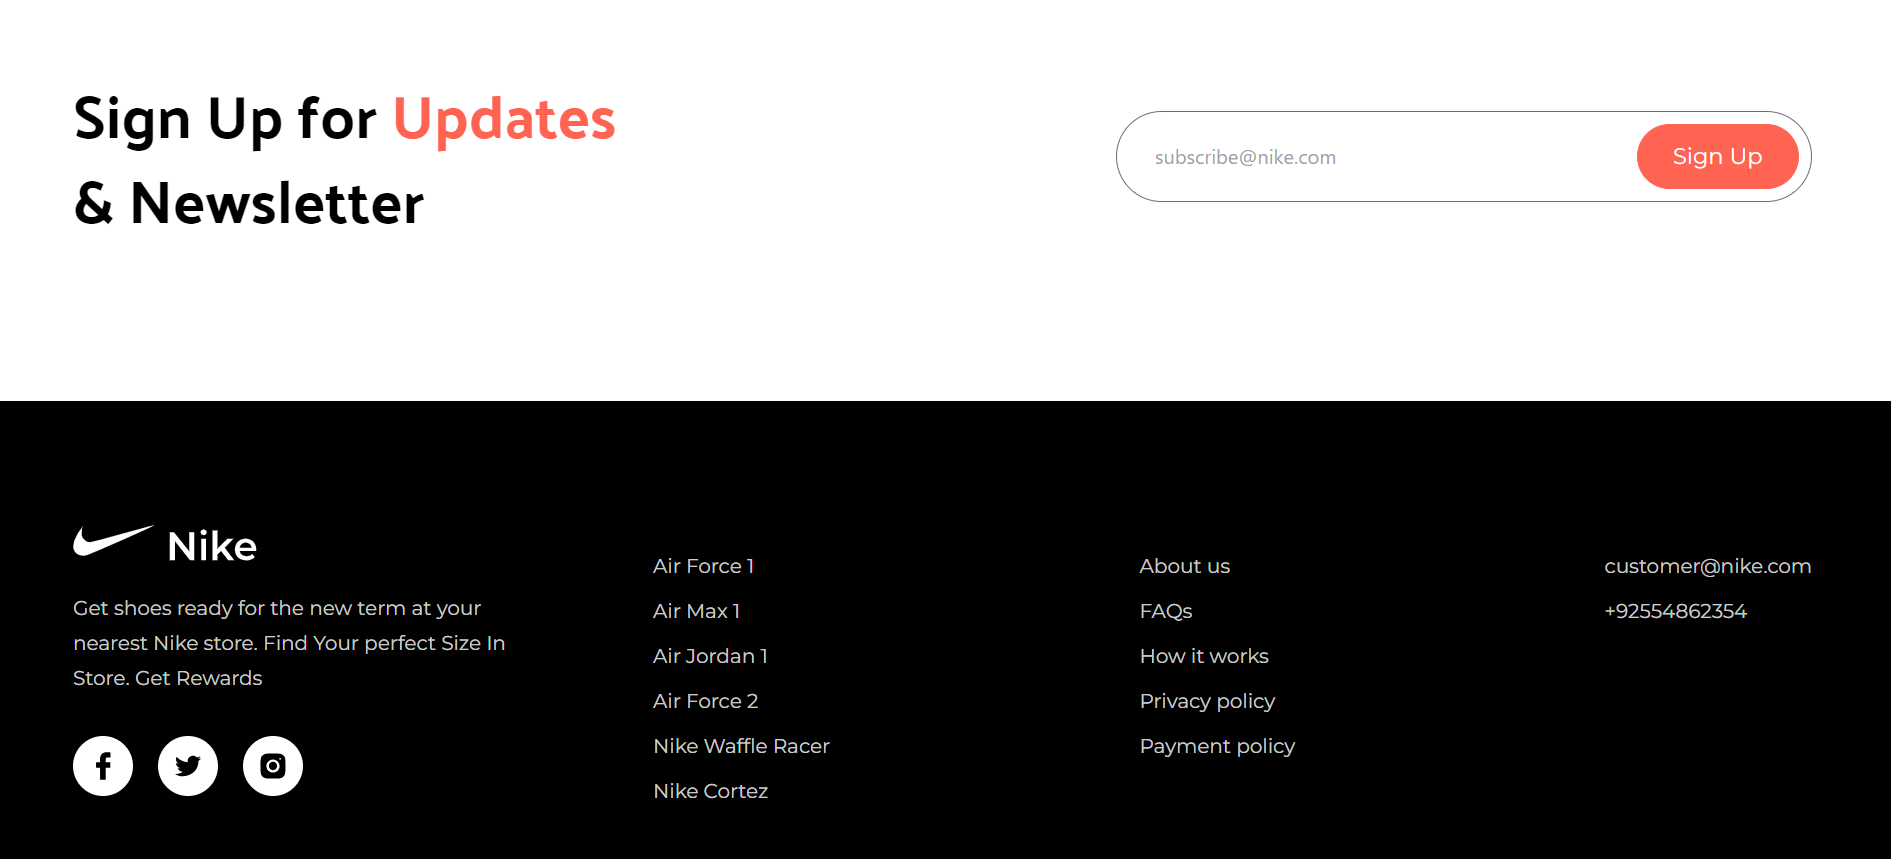 Sign Up for Updates
& Newsletter
subscribe@nike.com
Sign Up
Nike
Get shoes ready for the new term at your
nearest Nike store. Find Your perfect Size In
Store. Get Rewards
Air Force 1
Air Max 1
Air Jordan 1
Air Force 2
Nike Waffle Racer
Nike Cortez
About us
FAQs
How it works
Privacy policy
Payment policy
customer@nike.com
+92554862354